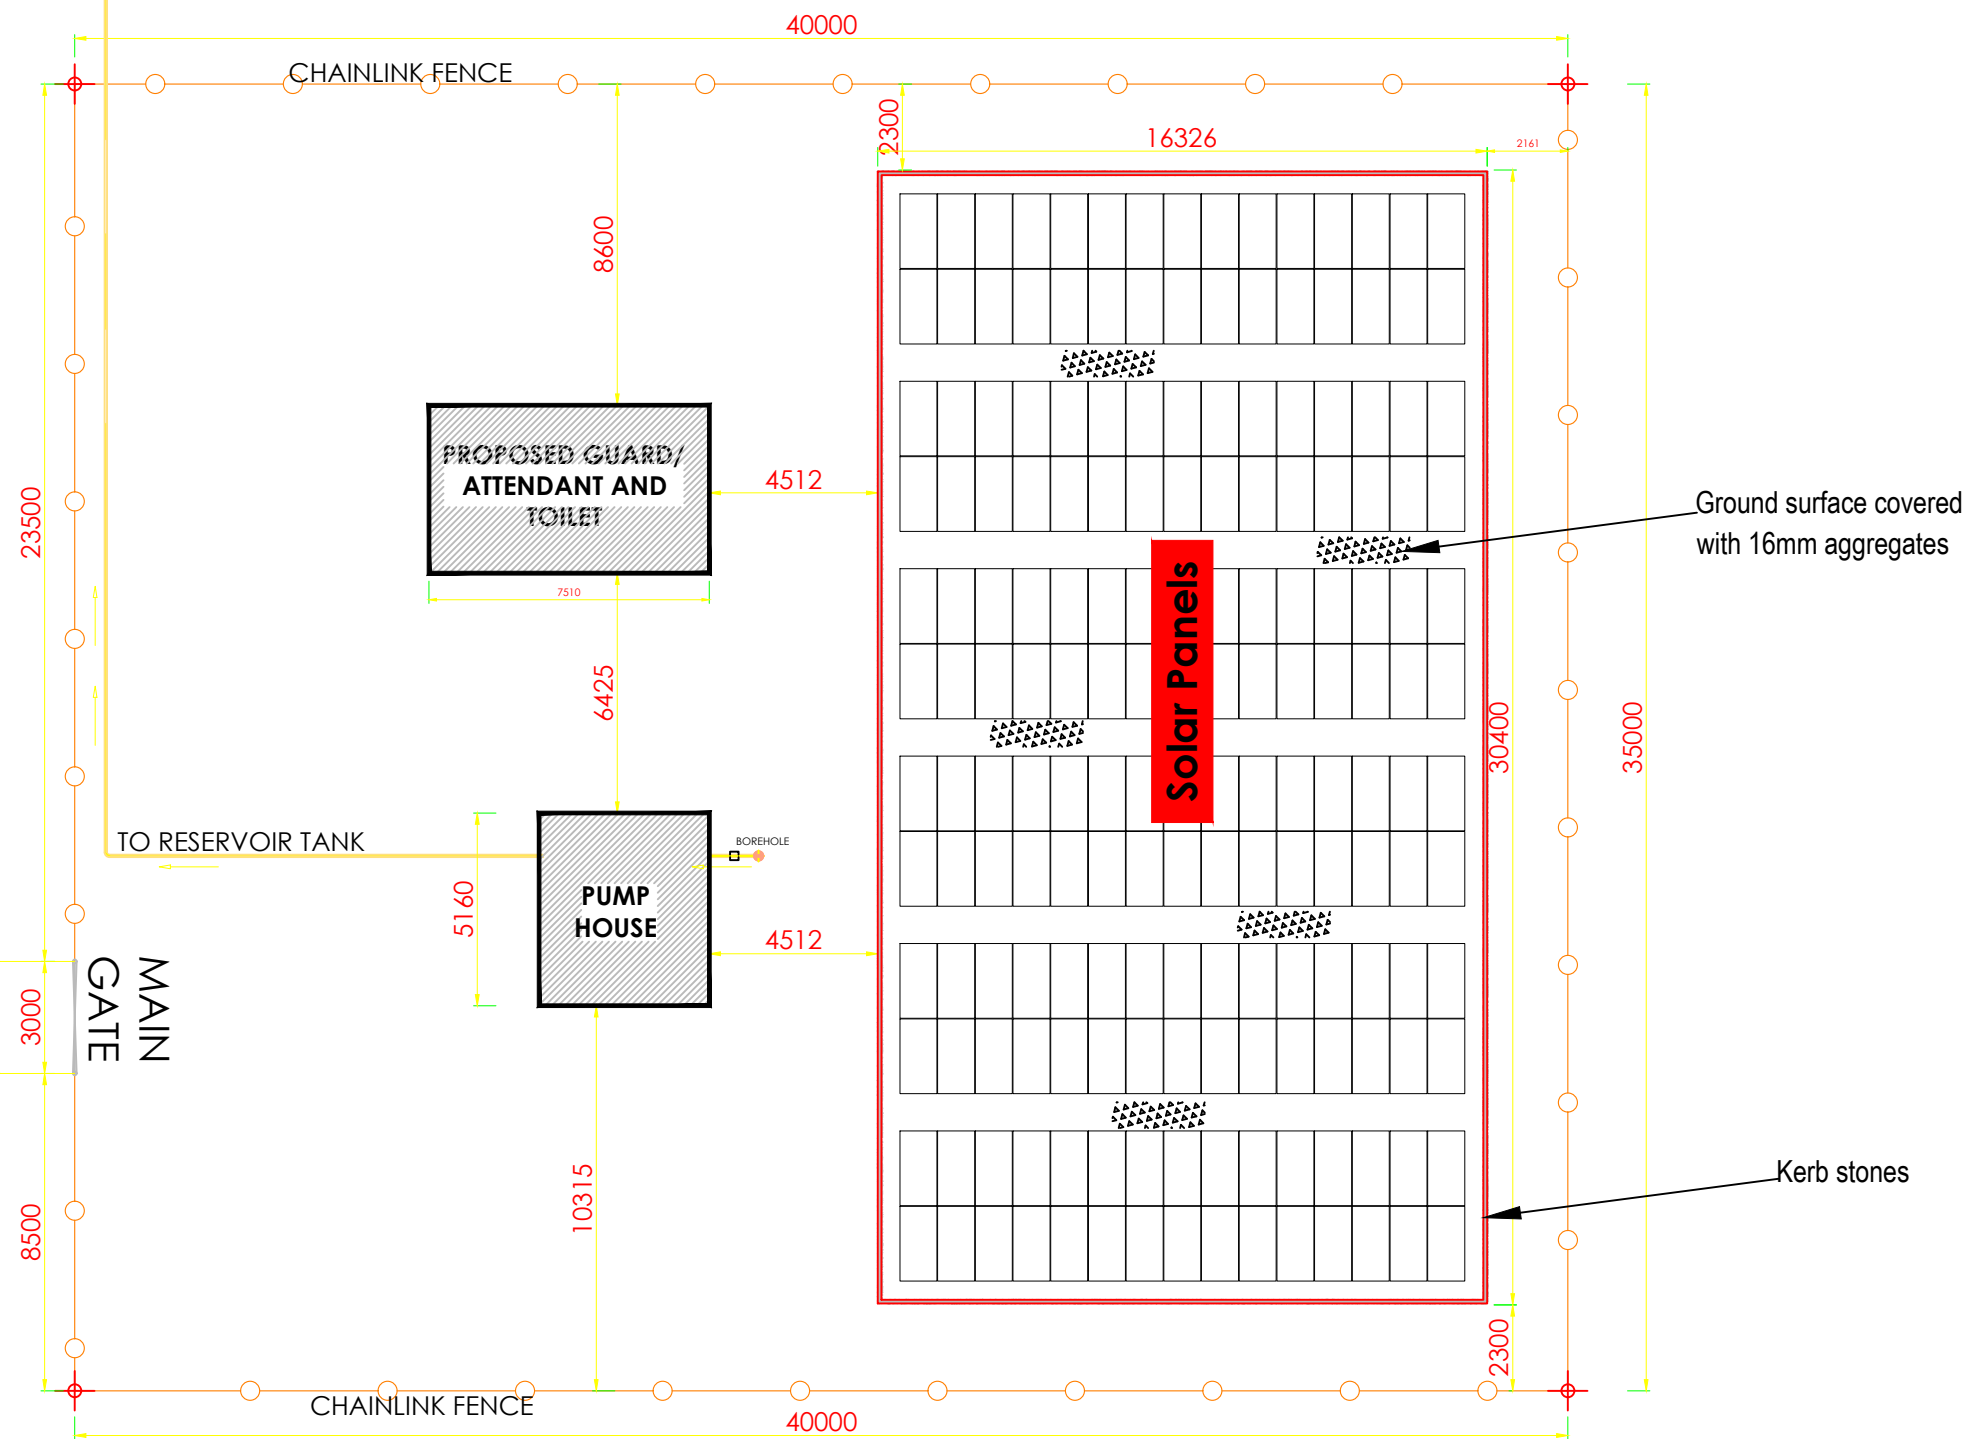 40000
CHAINLINK FENCE
2300
16326
2161
8600
PROPOSED GUARD/
ATTENDANT AND
TOILET
4512
23500
7510
Ground surface covered
with 16mm aggregates
Solar Panels
6425
30400
35000
TO RESERVOIR TANK
BOREHOLE
5160
PUMP
HOUSE
4512
MAIN
GATE
3000
10315
8500
Kerb stones
2300
CHAINLINK FENCE
40000